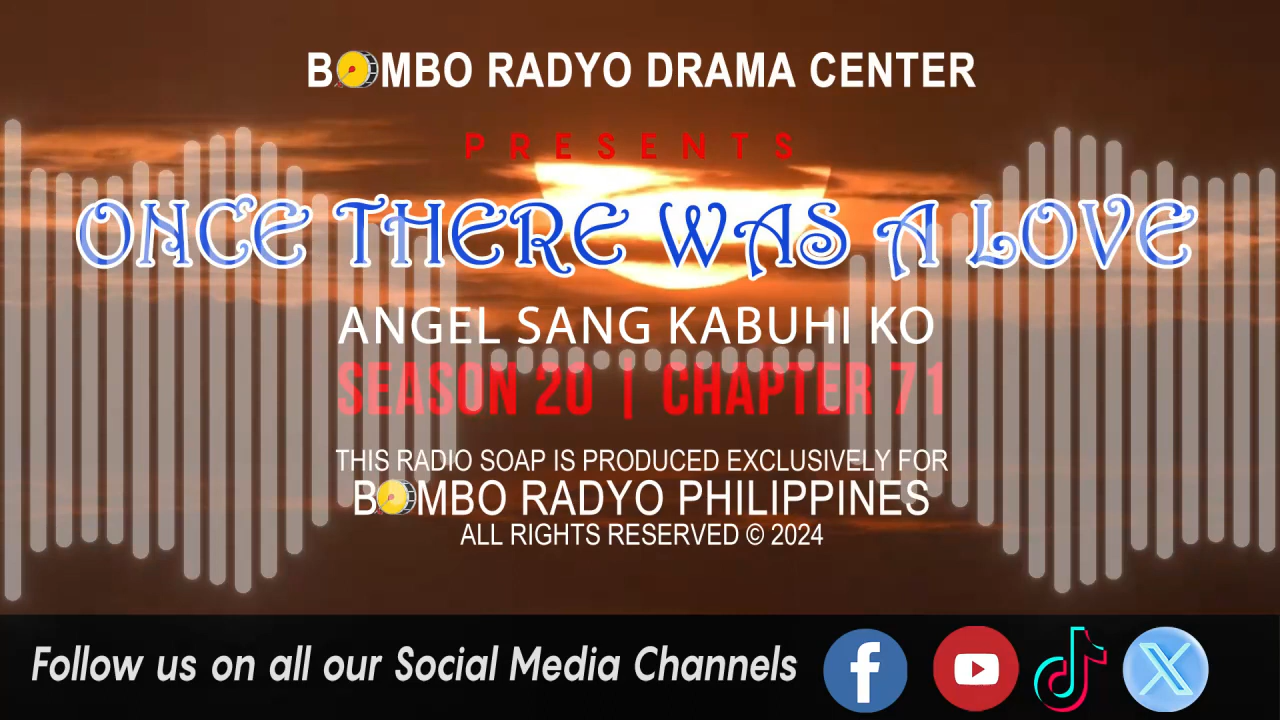 BOMBO RADYO DRAMA CENTER
PRESENTS
ONCE THERE WAS A LOVE
ANGEL SANG KABUHI KO
SEASON 20 | CHAPTER 71
THIS RADIO SOAP IS PRODUCED EXCLUSIVELY FOR
BOMBO RADYO PHILIPPINES
ALL RIGHTS RESERVED © 2024
Follow us on all our Social Media Channels